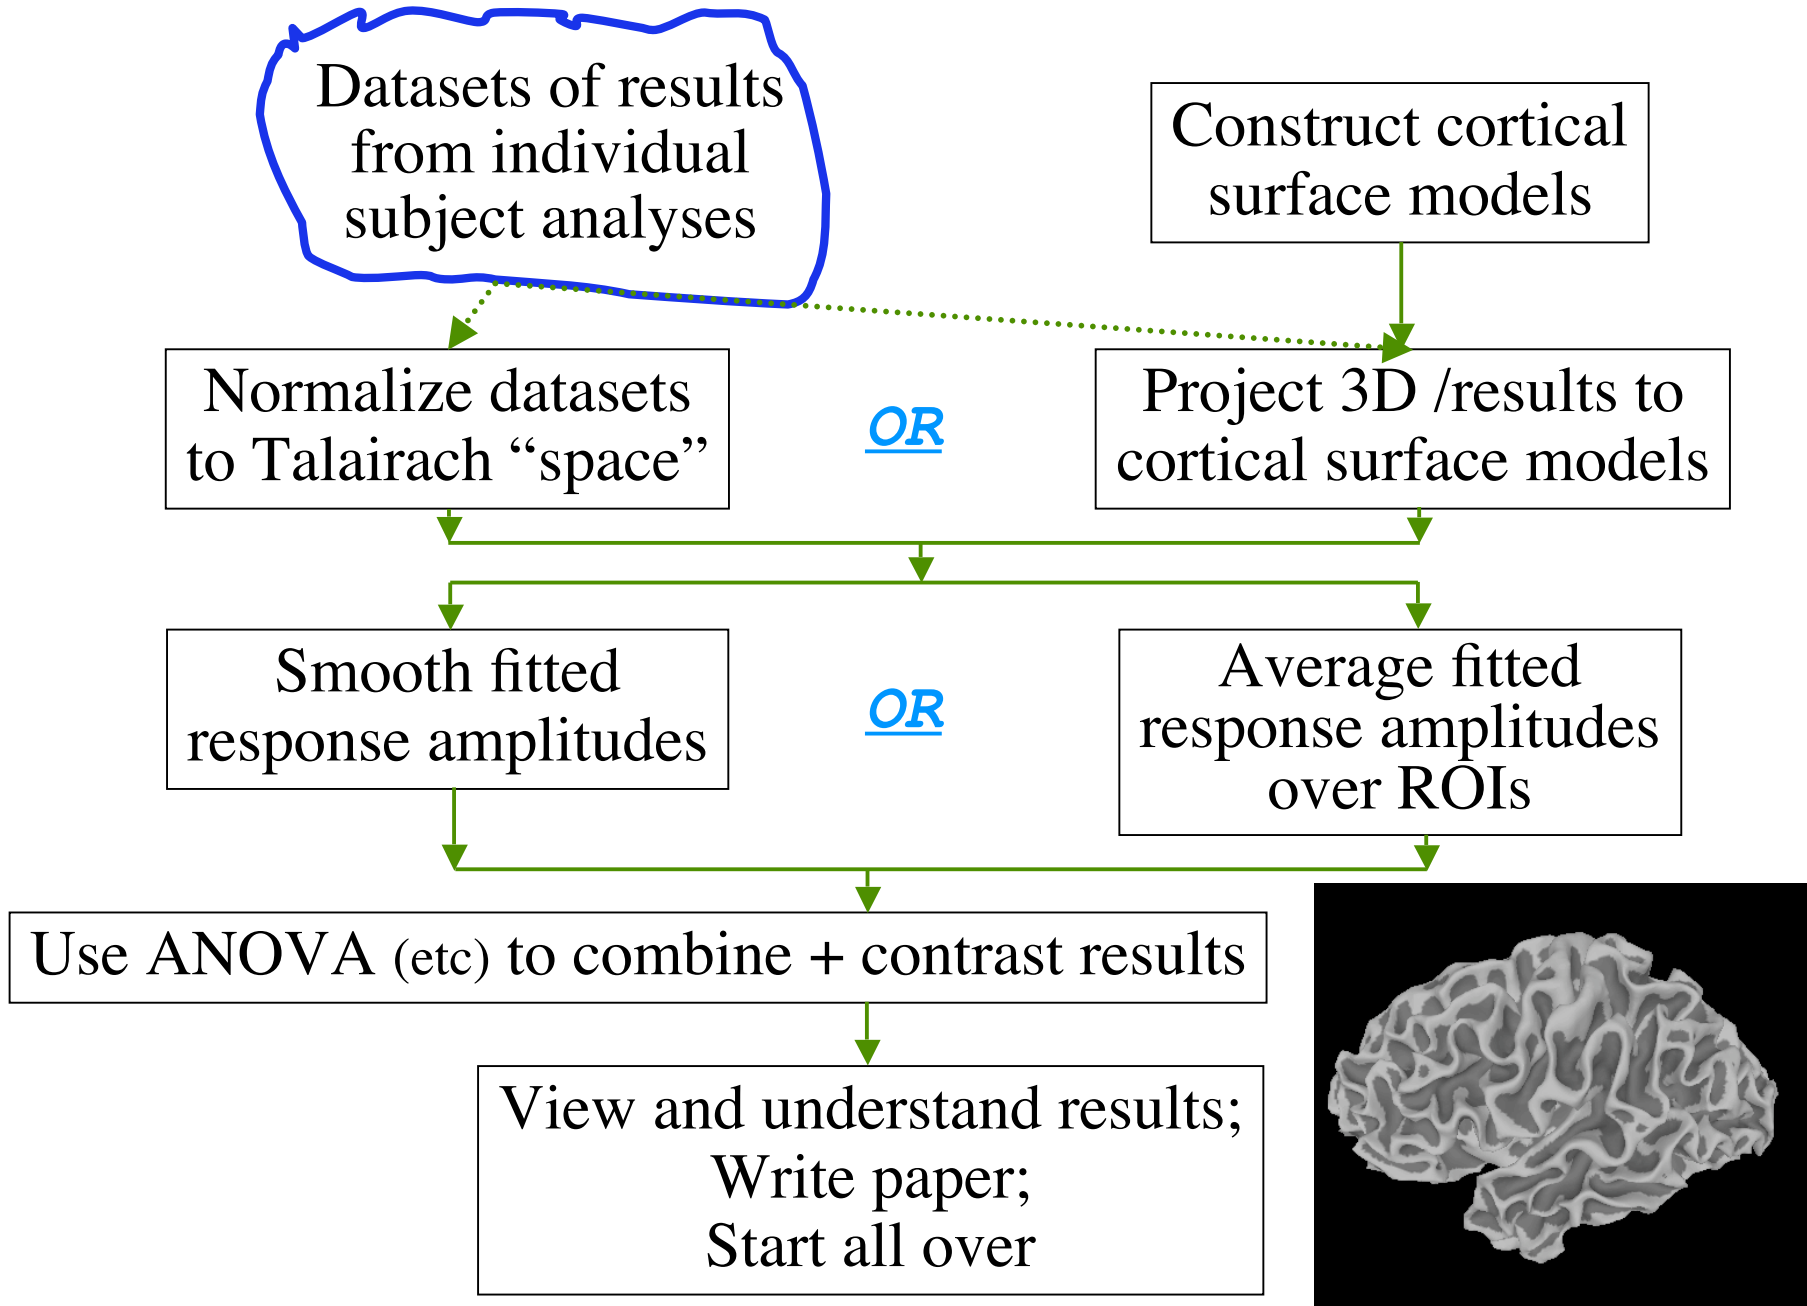 Datasets of results
from individual
subject analyses
Construct cortical
surface models
Normalize datasets
to Talairach “space”
OR
Project 3D /results to
cortical surface models
Smooth fitted
response amplitudes
OR
Average fitted
response amplitudes
over ROIs
Use ANOVA (etc) to combine + contrast results
View and understand results;
Write paper;
Start all over